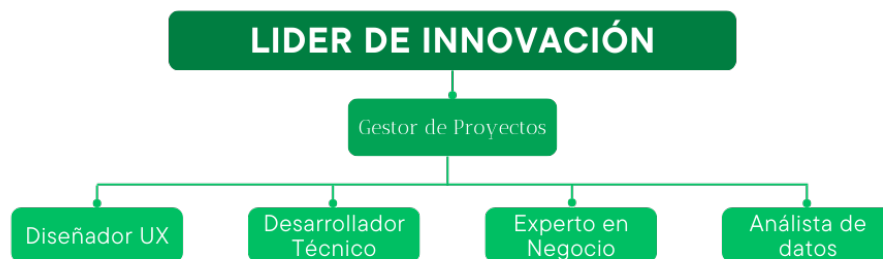 LIDER DE INNOVACIÓN
Gestor de Proyectos
Diseñador UX
Desarrollador
Técnico
Experto en
Negocio
Análista de
datos